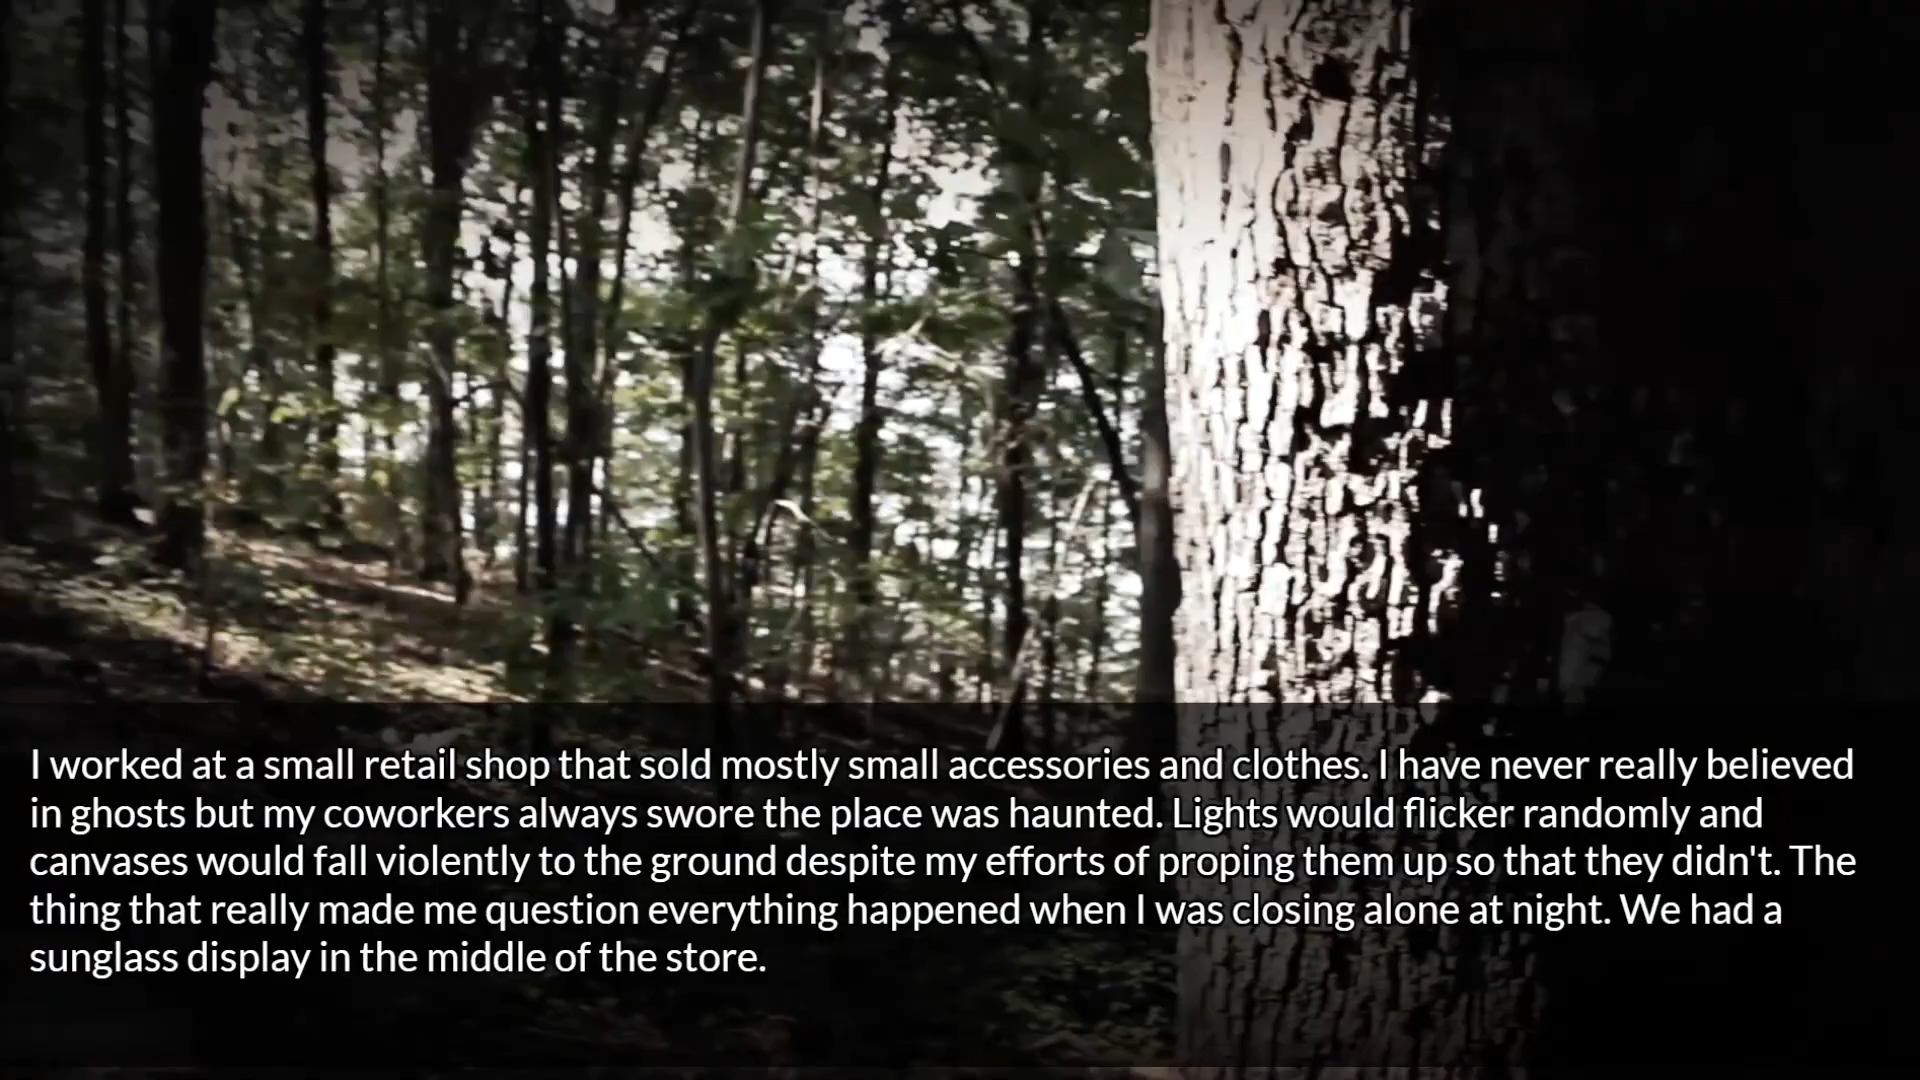 I worked at a small retail shop that sold mostly small accessories and clothes. I have never really believed
in ghosts but my coworkers always swore the place was haunted. Lights would flicker randomly and
canvases would fall violently to the ground despite my efforts of proping them up so that they didn't. The
thing that really made me question everything happened when I was closing alone at night. We had a
sunglass display in the middle of the store.